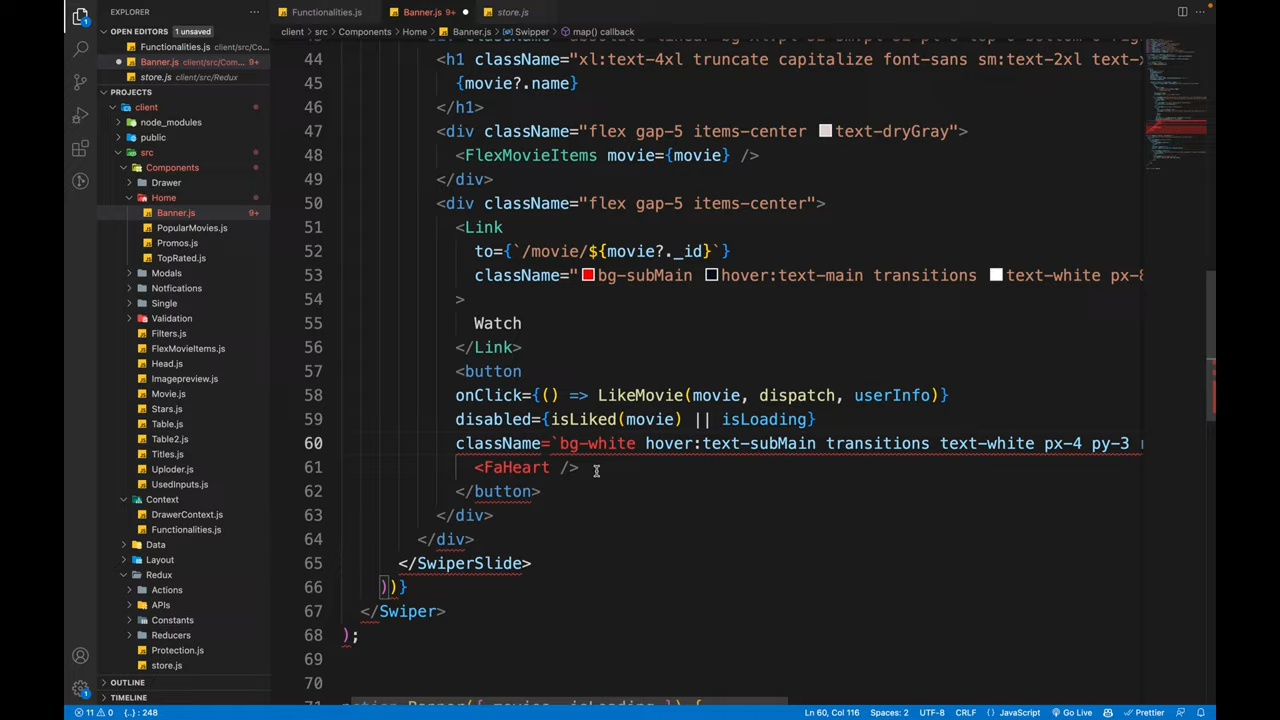 EXPLORER
Functionalities.js
Banner.js 9+
store.js
OPEN EDITORS 1 unsaved
Functionalities.js client/src/Co...
Banner.js client/src/Com... 9+
store.js client/src/Redux
PROJECTS
client
node_modules
public
src
Components
Drawer
Home
Banner.js 9+
PopularMovies.js
Promos.js
TopRated.js
Modals
Notfications
Single
Validation
Filters.js
FlexMovieItems.js
Head.js
Imagepreview.js
Movie.js
Stars.js
Table.js
Table2.js
Titles.js
Uploder.js
UsedInputs.js
Context
DrawerContext.js
Functionalities.js
Data
Layout
Redux
Actions
APIs
Constants
Reducers
Protection.js
store.js
OUTLINE
TIMELINE
client > src > Components > Home > Banner.js > Swipper > map() callback
44 <h1 className="xl:text-4xl truncate capitalize font-sans sm:text-2xl text-x
45 {movie?.name}
46 </h1>
47 <div className="flex gap-5 items-center text-dryGray">
48 <FlexMovieItems movie={movie} />
49 </div>
50 <div className="flex gap-5 items-center">
51 <Link
52 to={`/movie/${movie?._id}`}
53 className="bg-subMain hover:text-main transitions text-white px-8
54 >
55 Watch
56 </Link>
57 <button
58 onClick={() => LikeMovie(movie, dispatch, userInfo)}
59 disabled={isLiked(movie) || isLoading}
60 className=`bg-white hover:text-subMain transitions text-white px-4 py-3
61 <FaHeart />
62 </button>
63 </div>
64 </div>
65 </SwiperSlide>
66 ))}
67 </Swiper>
68 );
69
70
11 0 {..} : 248
Ln 60, Col 116 Spaces: 2 UTF-8 CRLF {} JavaScript Go Live Prettier